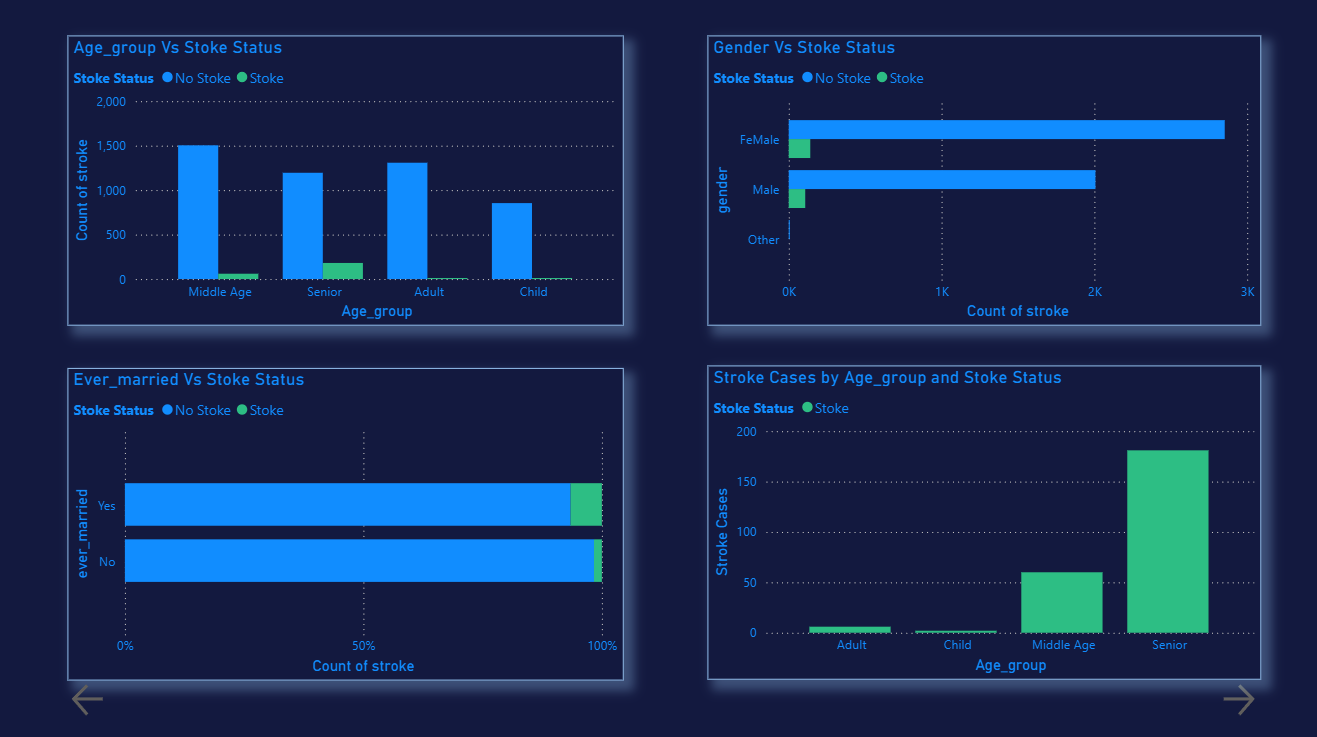 Age_group Vs Stoke Status
Stoke Status No Stoke Stoke
2,000
1,500
1,000
500
0
Count of stroke
Middle Age Senior Adult Child
Age_group
Gender Vs Stoke Status
Stoke Status No Stoke Stoke
gender
FeMale
Male
Other
0K 1K 2K 3K
Count of stroke
Ever_married Vs Stoke Status
Stoke Status No Stoke Stoke
ever_married
Yes
No
0% 50% 100%
Count of stroke
Stroke Cases by Age_group and Stoke Status
Stoke Status Stoke
200
150
100
50
0
Stroke Cases
Adult Child Middle Age Senior
Age_group